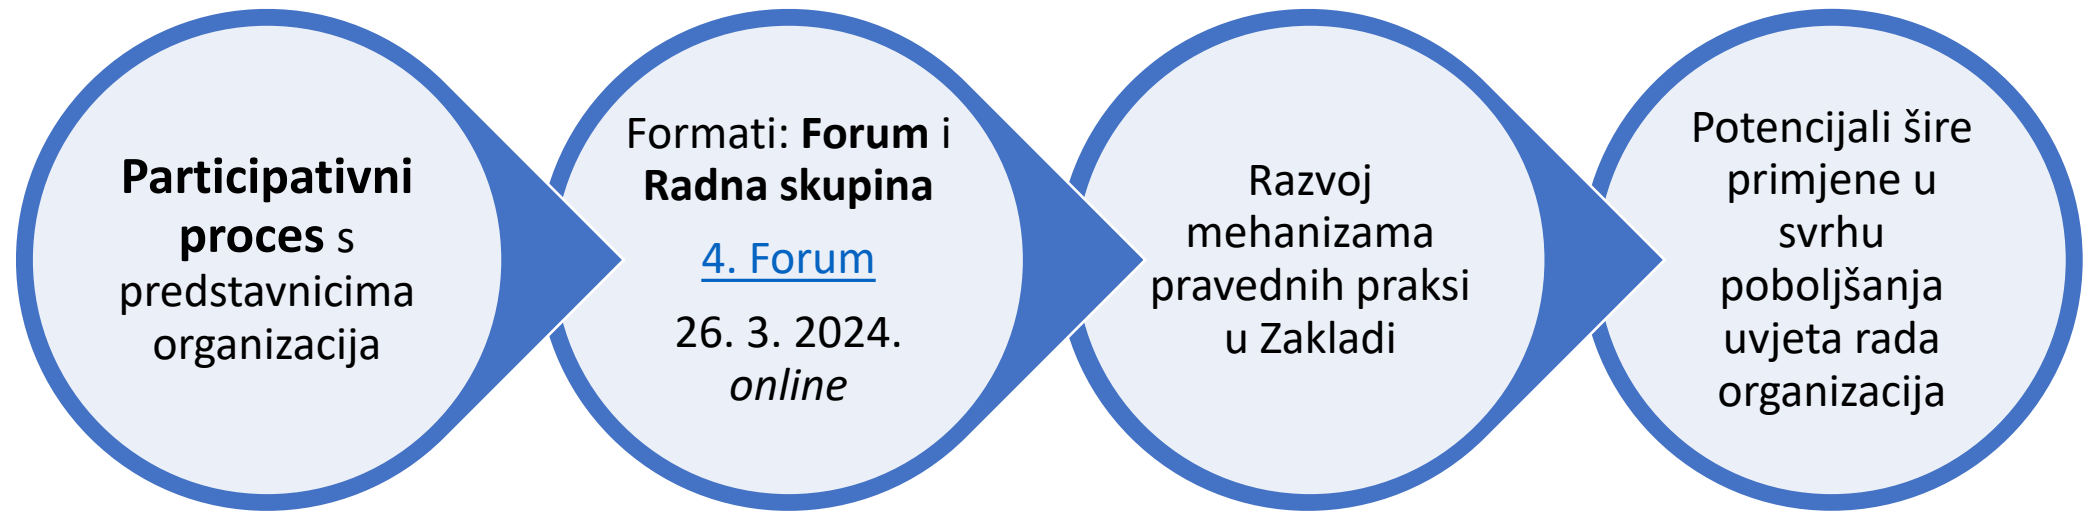 Participativni
proces s
predstavnicima
organizacija
Formati: Forum i
Radna skupina
4. Forum
26. 3. 2024.
online
Razvoj
mehanizama
pravednih praksi
u Zakladi
Potencijali šire
primjene u
svrhu
poboljšanja
uvjeta rada
organizacija